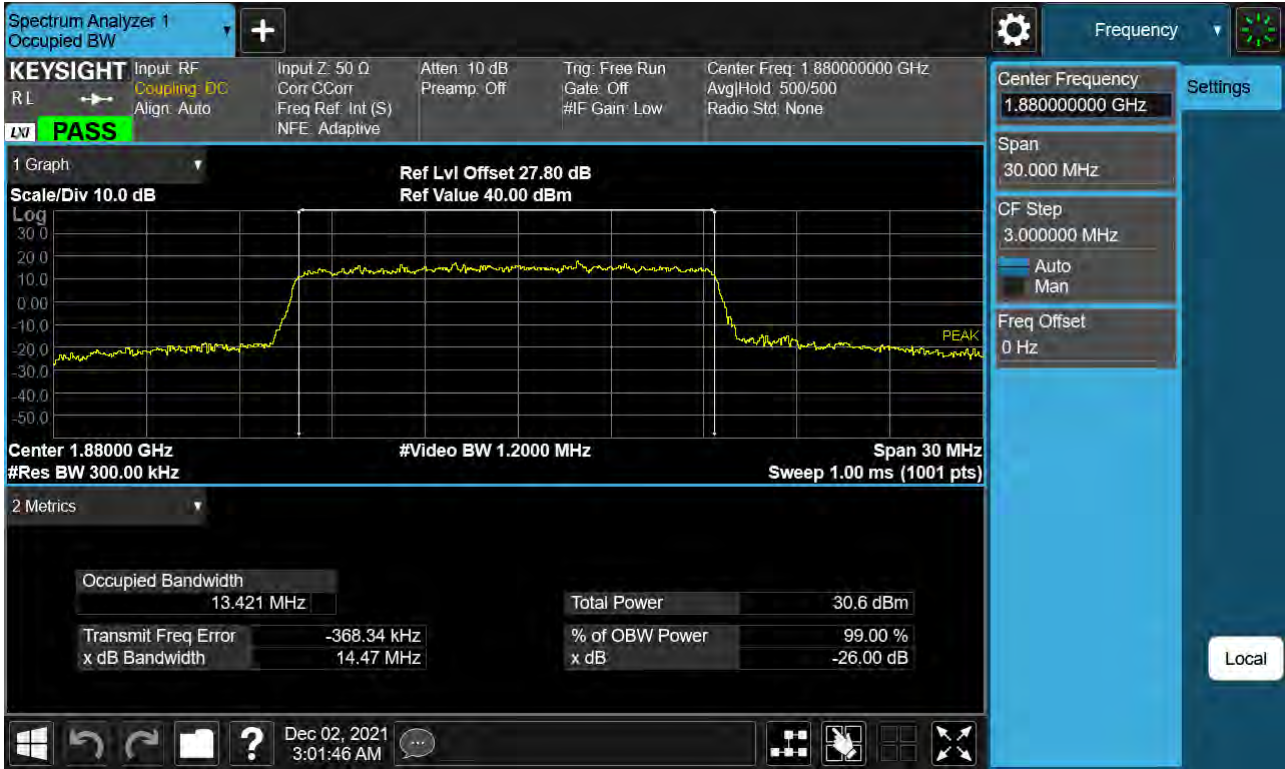 Spectrum Analyzer 1
Occupied BW
Frequency
KEYSIGHT
RL
LXI
PASS
Input: RF
Coupling: DC
Align: Auto
Input Z: 50 Ω
Corr CCorr
Freq Ref: Int (S)
NFE: Adaptive
Atten: 10 dB
Preamp: Off
Trig: Free Run
Gate: Off
#IF Gain: Low
Center Freq: 1.880000000 GHz
Avg|Hold: 500/500
Radio Std: None
Center Frequency
1.880000000 GHz
Settings
Span
30.000 MHz
CF Step
3.000000 MHz
Auto
Man
Freq Offset
0 Hz
Local
1 Graph
Scale/Div 10.0 dB
Ref Lvl Offset 27.80 dB
Ref Value 40.00 dBm
Log
30.0
20.0
10.0
0.00
-10.0
-20.0
-30.0
-40.0
-50.0
PEAK
Center 1.88000 GHz
#Video BW 1.2000 MHz
Span 30 MHz
#Res BW 300.00 kHz
Sweep 1.00 ms (1001 pts)
2 Metrics
Occupied Bandwidth
13.421 MHz
Total Power 30.6 dBm
Transmit Freq Error -368.34 kHz
% of OBW Power 99.00 %
x dB Bandwidth 14.47 MHz
x dB -26.00 dB
?
Dec 02, 2021
3:01:46 AM